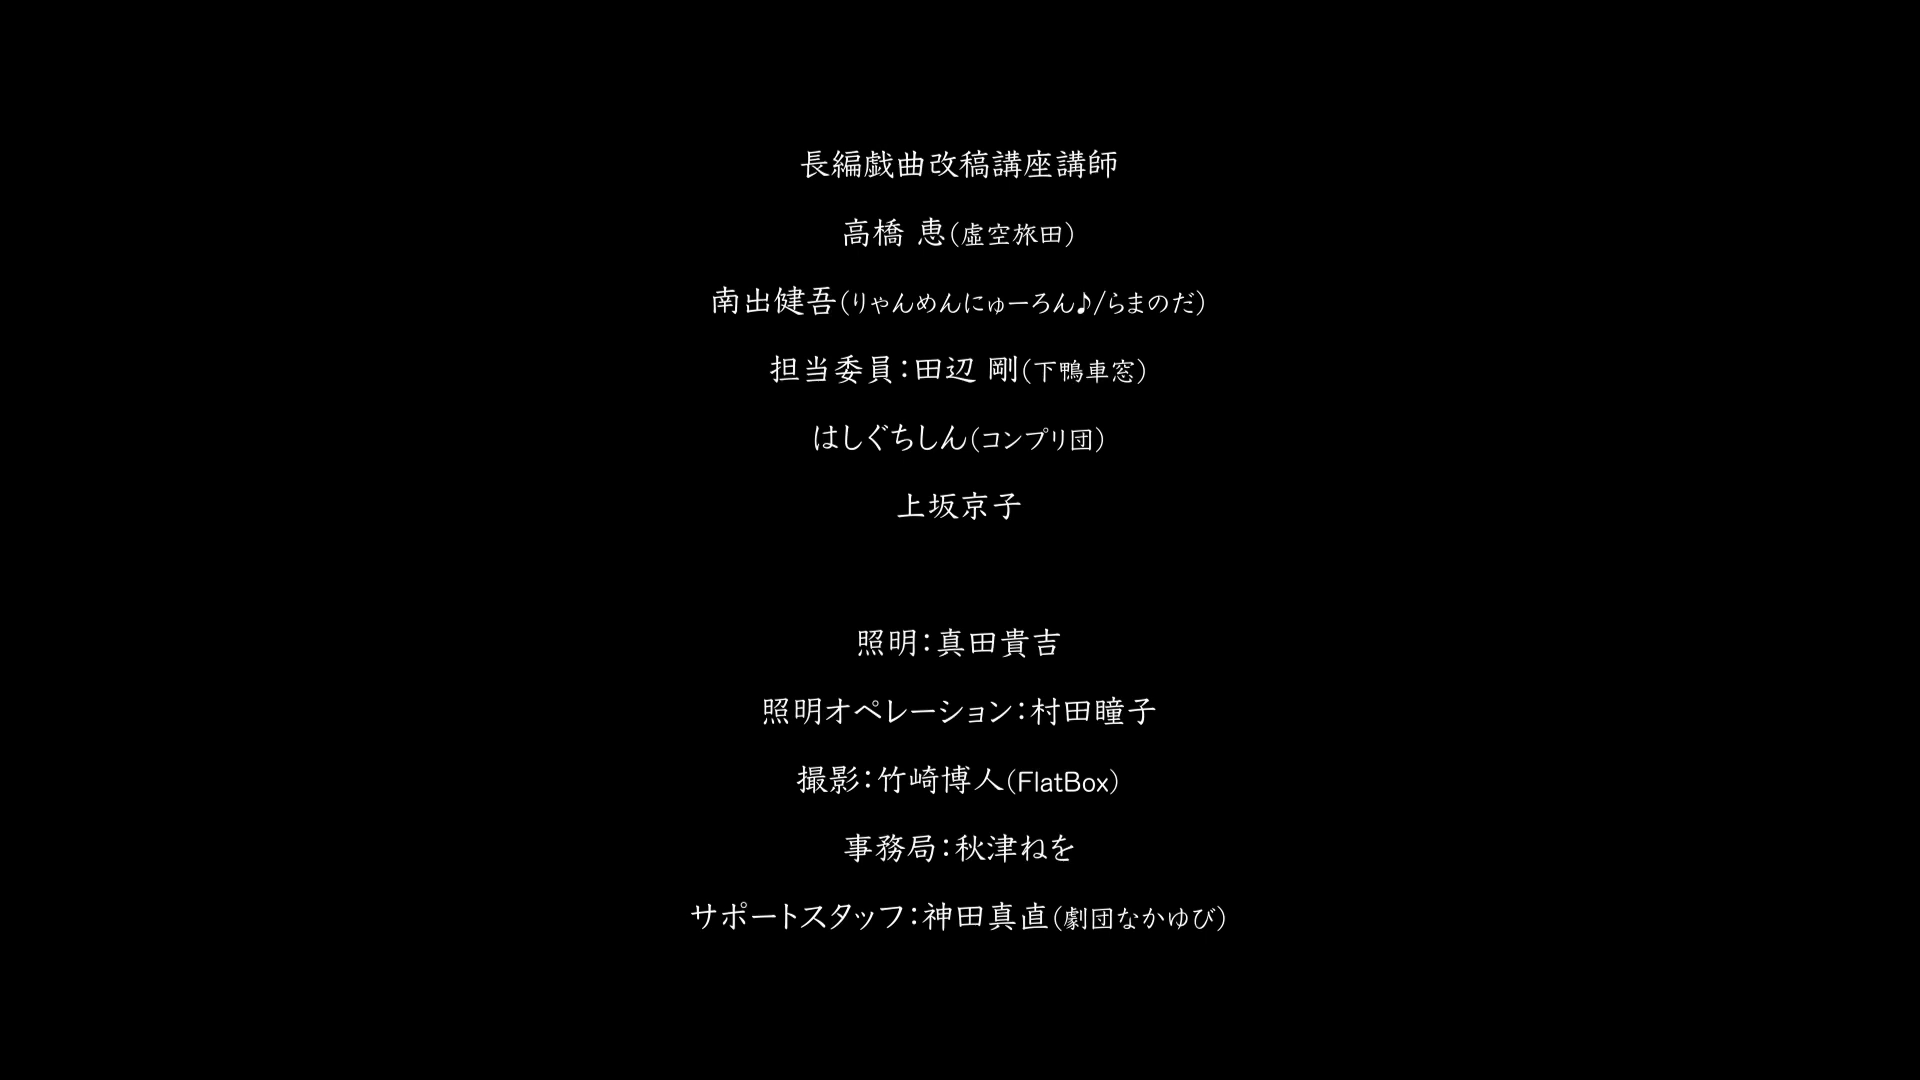 長編戯曲改稿講座講師
高橋 恵(虚空旅団)
南出健吾(りゃんめんにゅーろん♪/らまのだ)
担当委員:田辺 剛(下鴨車窓)
はしぐちしん(コンプリ団)
上坂京子
照明:真田貴吉
照明オペレーション:村田瞳子
撮影:竹崎博人(FlatBox)
事務局:秋津ねを
サポートスタッフ:神田真直(劇団なかゆび)